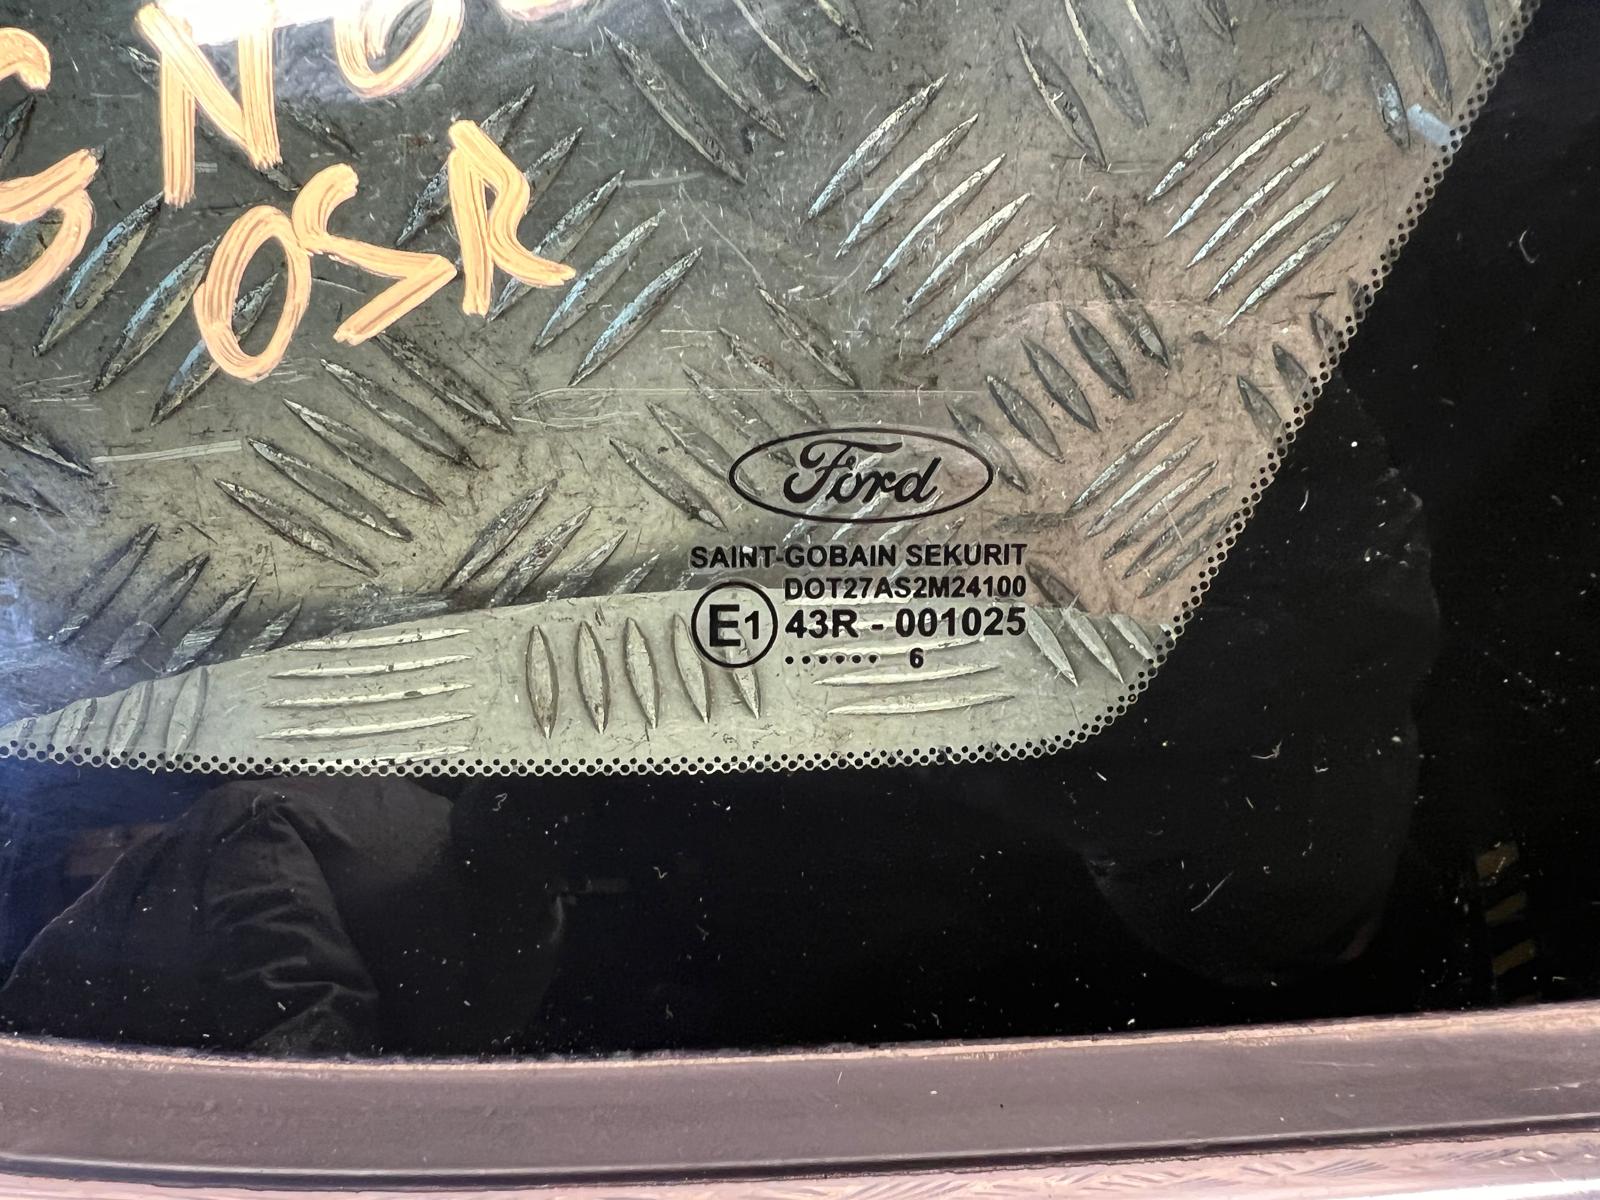 OSR
Ford
SAINT-GOBAIN SEKURIT
DOT27AS2M24100
E1 43R - 001025
...... 6